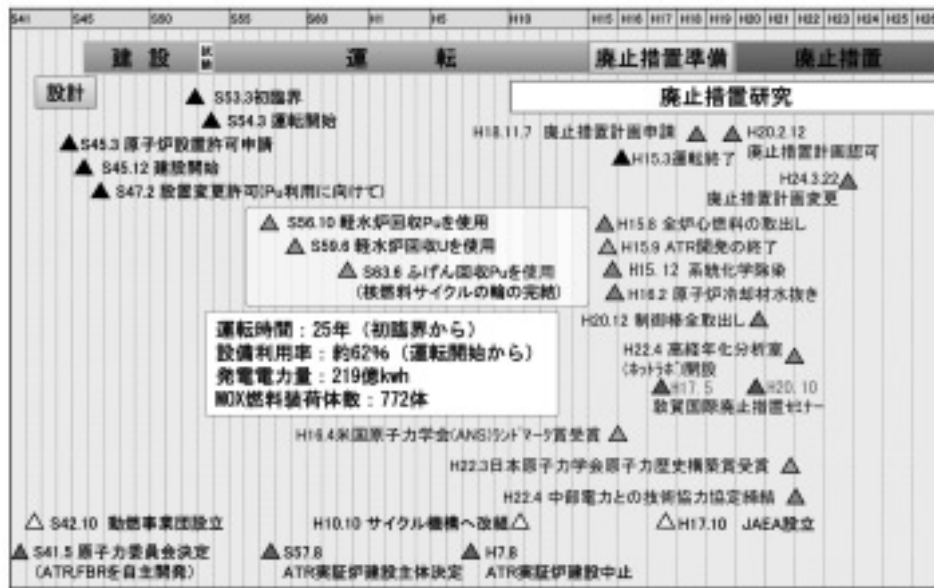 S41 S45 S50 S55 S60 H1 H5 H10 H15 H16 H17 H18 H19 H20 H21 H22 H23 H24 H25 H26
建設 試験 運転 廃止措置準備 廃止措置
設計
廃止措置研究
S53.3初臨界
S54.3 運転開始
S45.3 原子炉設置許可申請
S45.12 建設開始
S47.2 設置変更許可(Pu利用に向けて)
H18.11.7 廃止措置計画申請
H20.2.12
廃止措置計画認可
H15.3運転終了
H24.3.22
廃止措置計画変更
S56.10 軽水炉回収Puを使用
S59.6 軽水炉回収Uを使用
S63.6 ふげん回収Puを使用
(核燃料サイクルの輪の完結)
H15.8 全炉心燃料の取出し
H15.9 ATR開発の終了
H15.12 系統化学除染
H16.2 原子炉冷却材水抜き
H20.12 制御棒全取出し
運転時間：25年（初臨界から）
設備利用率：約62%（運転開始から）
発電電力量：219億kwh
MOX燃料装荷体数：772体
H22.4 高経年化分析室
(ホットラボ)開設
H17.5 H20.10
敦賀国際廃止措置セミナー
H16.4米国原子力学会(ANS)ランドマーク賞受賞
H22.3日本原子力学会原子力歴史構築賞受賞
H22.4 中部電力との技術協力協定締結
S42.10 動燃事業団設立
H10.10 サイクル機構へ改組
H17.10 JAEA設立
S41.5 原子力委員会決定
(ATR,FBRを自主開発)
S57.8
ATR実証炉建設主体決定
H7.8
ATR実証炉建設中止